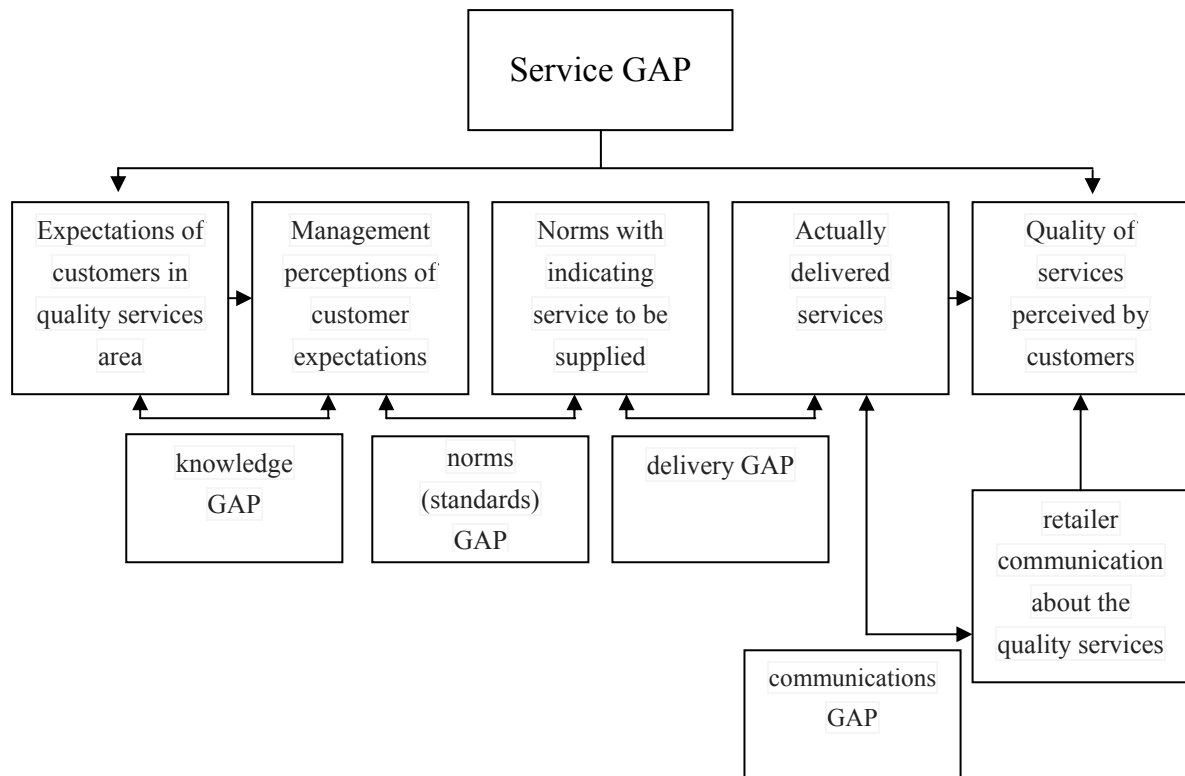 Service GAP
Expectations of
customers in
quality services
area
Management
perceptions of
customer
expectations
Norms with
indicating
service to be
supplied
Actually
delivered
services
Quality of
services
perceived by
customers
knowledge
GAP
norms
(standards)
GAP
delivery GAP
retailer
communication
about the
quality services
communications
GAP